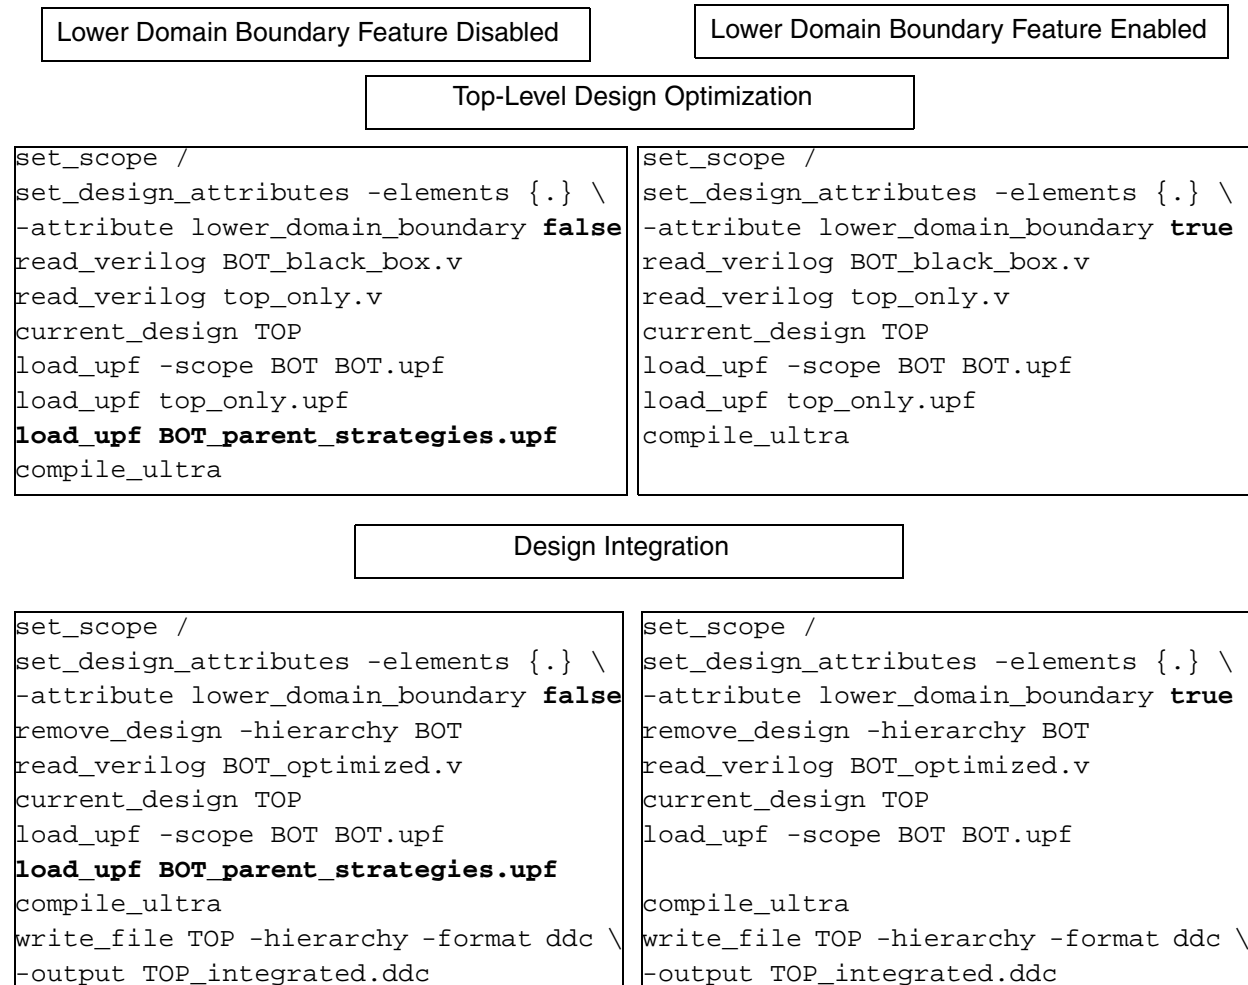 Lower Domain Boundary Feature Disabled
Lower Domain Boundary Feature Enabled
Top-Level Design Optimization
set_scope /
set_design_attributes -elements {.} \
-attribute lower_domain_boundary false
read_verilog BOT_black_box.v
read_verilog top_only.v
current_design TOP
load_upf -scope BOT BOT.upf
load_upf top_only.upf
load_upf BOT_parent_strategies.upf
compile_ultra
set_scope /
set_design_attributes -elements {.} \
-attribute lower_domain_boundary true
read_verilog BOT_black_box.v
read_verilog top_only.v
current_design TOP
load_upf -scope BOT BOT.upf
load_upf top_only.upf
compile_ultra
Design Integration
set_scope /
set_design_attributes -elements {.} \
-attribute lower_domain_boundary false
remove_design -hierarchy BOT
read_verilog BOT_optimized.v
current_design TOP
load_upf -scope BOT BOT.upf
load_upf BOT_parent_strategies.upf
compile_ultra
write_file TOP -hierarchy -format ddc \
-output TOP_integrated.ddc
set_scope /
set_design_attributes -elements {.} \
-attribute lower_domain_boundary true
remove_design -hierarchy BOT
read_verilog BOT_optimized.v
current_design TOP
load_upf -scope BOT BOT.upf
compile_ultra
write_file TOP -hierarchy -format ddc \
-output TOP_integrated.ddc